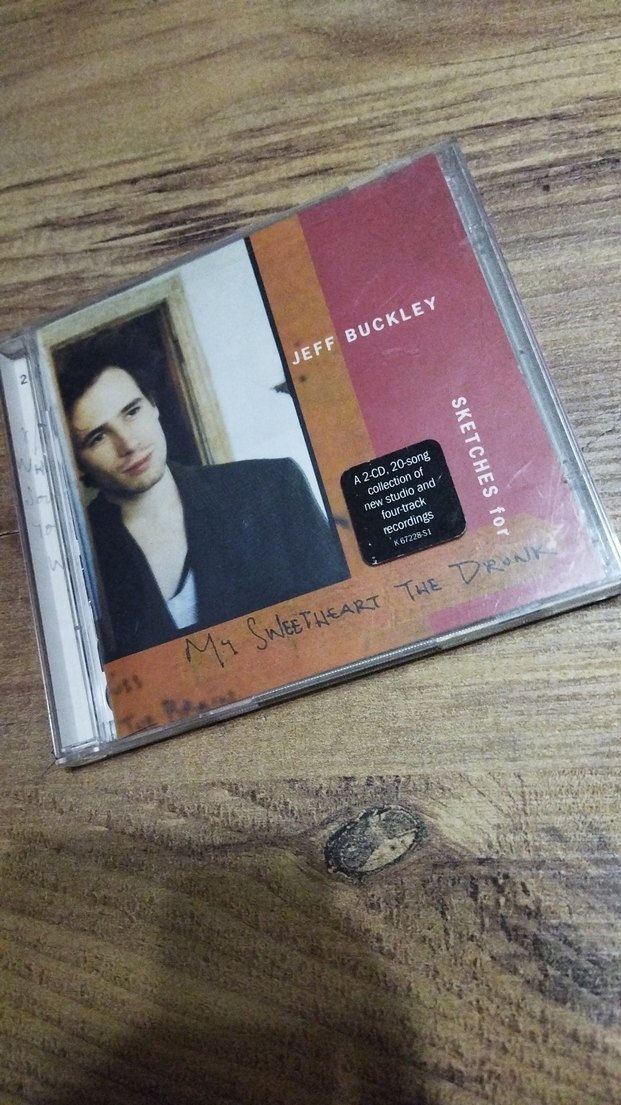 JEFF BUCKLEY
SKETCHES for
A 2-CD, 20-song
collection of
new studio and
four-track
recordings
K 67228-S1
My SWEETHEART THE DRUNK
2